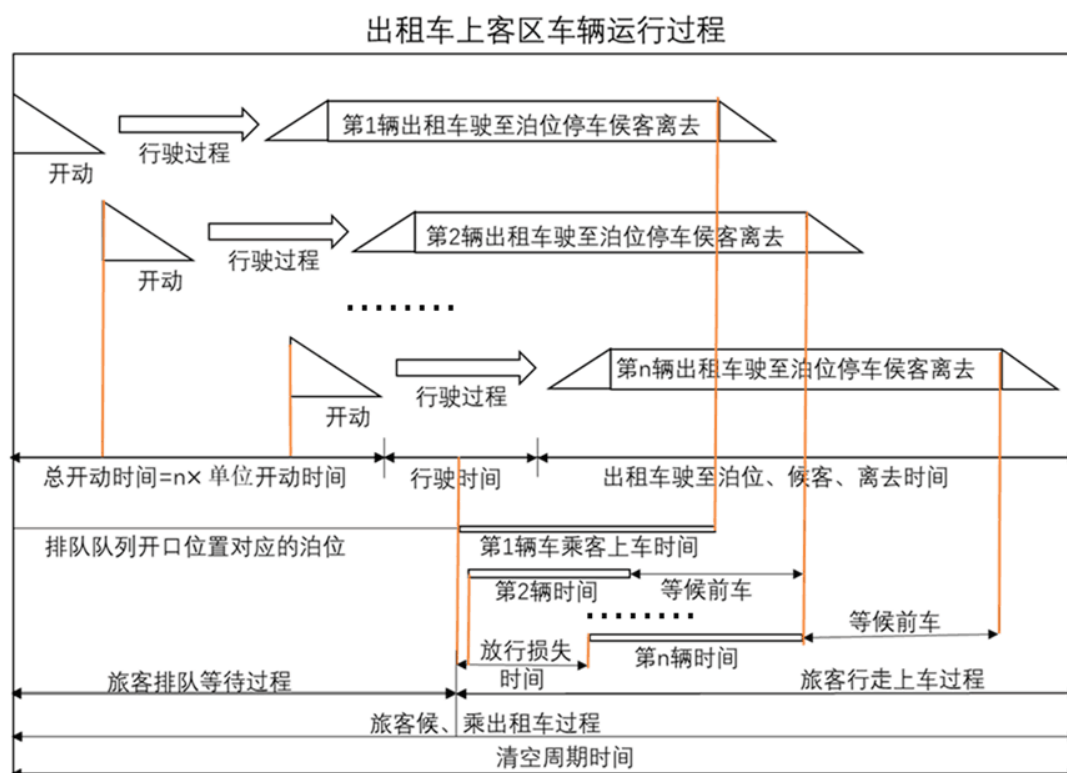 出租车上客区车辆运行过程
第1辆出租车驶至泊位停车侯客离去
行驶过程
开动
第2辆出租车驶至泊位停车侯客离去
行驶过程
开动
第n辆出租车驶至泊位停车侯客离去
行驶过程
开动
总开动时间=n× 单位开动时间
行驶时间
出租车驶至泊位、候客、离去时间
排队队列开口位置对应的泊位
第1辆车乘客上车时间
第2辆时间
等候前车
等候前车
放行损失
时间
第n辆时间
旅客排队等待过程
旅客行走上车过程
旅客候、乘出租车过程
清空周期时间